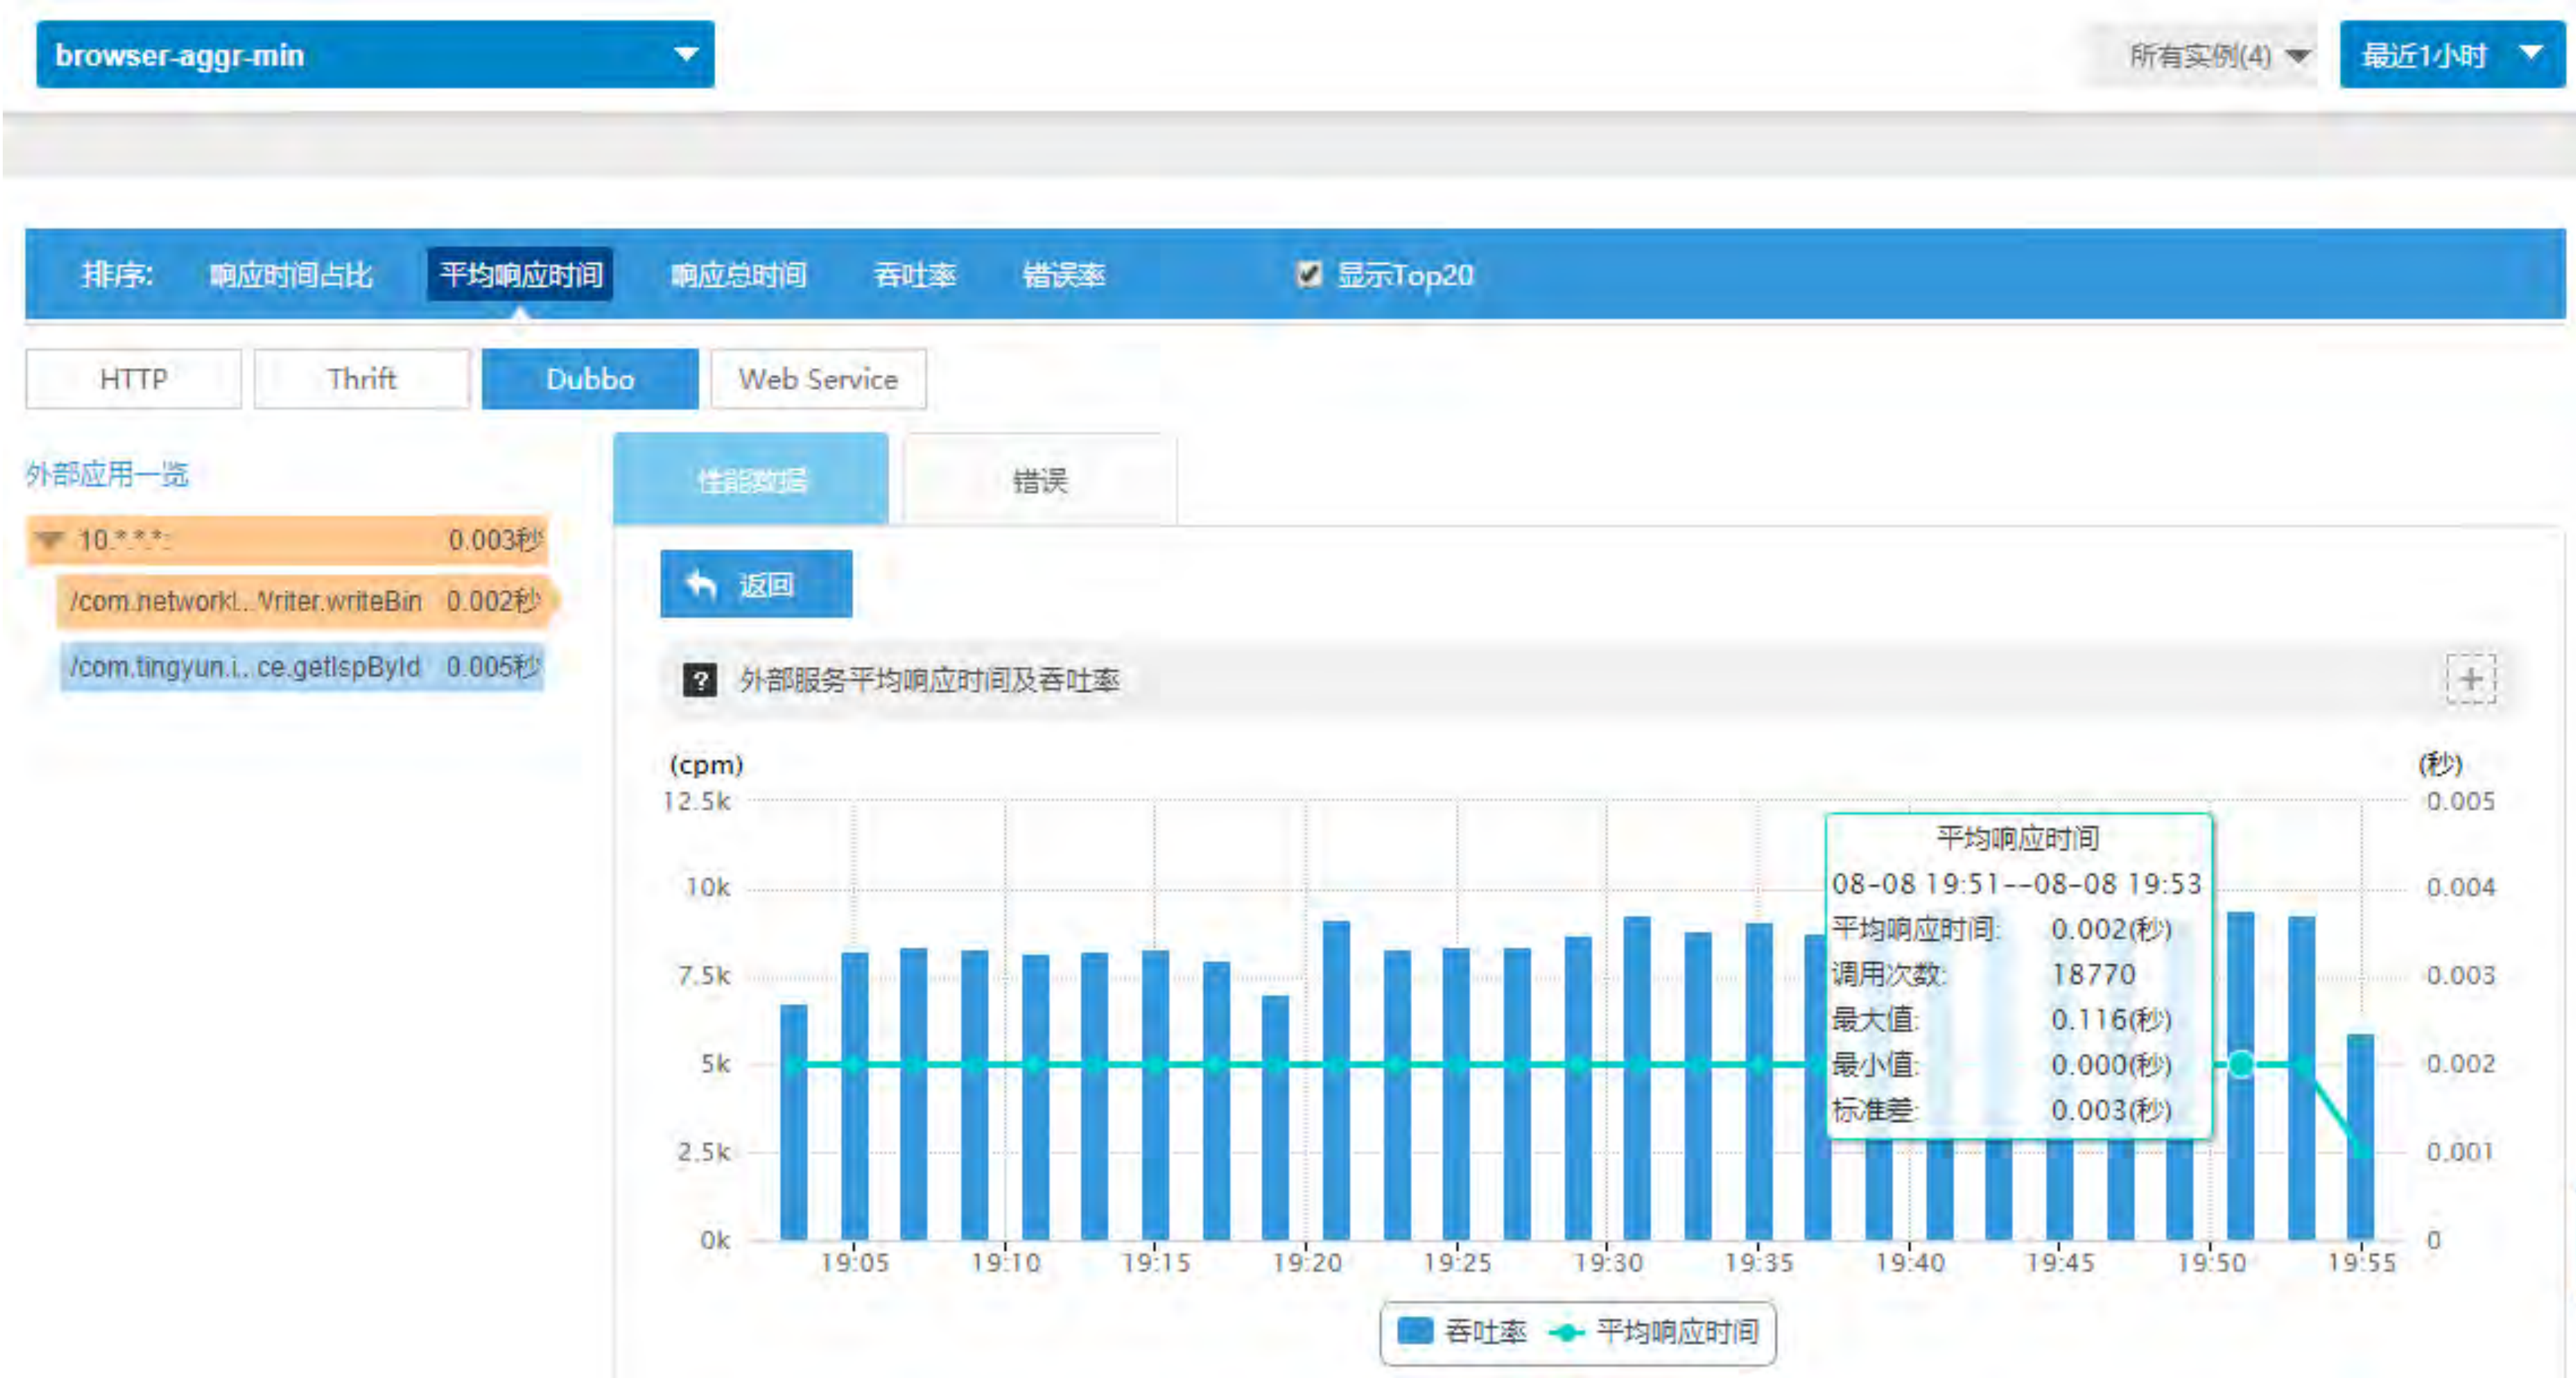 browser-aggr-min
所有实例(4)
最近1小时
排序: 响应时间占比 平均响应时间 响应总时间 吞吐率 错误率 显示Top20
HTTP Thrift Dubbo Web Service
外部应用一览
性能数据 错误
10.*.*.*: 0.003秒
/com.networkl...Writer.writeBin 0.002秒
/com.tingyun.i...ce.getIspById 0.005秒
返回
? 外部服务平均响应时间及吞吐率
(cpm) (秒)
12.5k 0.005
10k 0.004
7.5k 0.003
5k 0.002
2.5k 0.001
0k 0
平均响应时间
08-08 19:51--08-08 19:53
平均响应时间: 0.002(秒)
调用次数: 18770
最大值: 0.116(秒)
最小值: 0.000(秒)
标准差: 0.003(秒)
19:05 19:10 19:15 19:20 19:25 19:30 19:35 19:40 19:45 19:50 19:55
吞吐率 平均响应时间